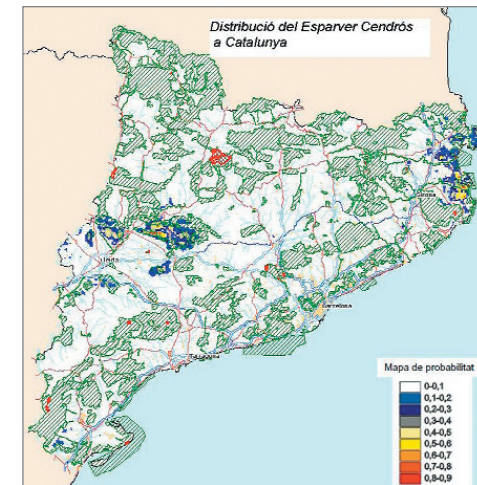 Distribució del Esparver Cendrós
a Catalunya
Girona
Lleida
Barcelona
Tarragona
Mapa de probabilitat
0-0,1
0,1-0,2
0,2-0,3
0,3-0,4
0,4-0,5
0,5-0,6
0,6-0,7
0,7-0,8
0,8-0,9